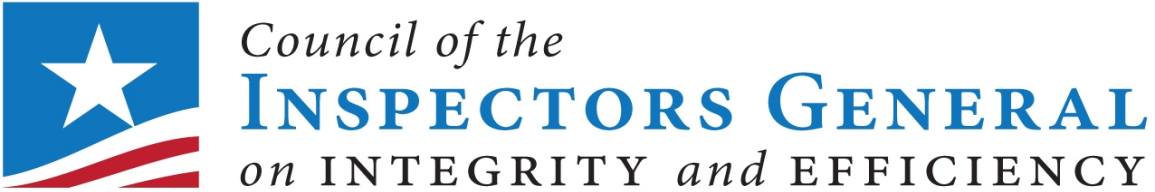 Council of the
INSPECTORS GENERAL
on INTEGRITY and EFFICIENCY